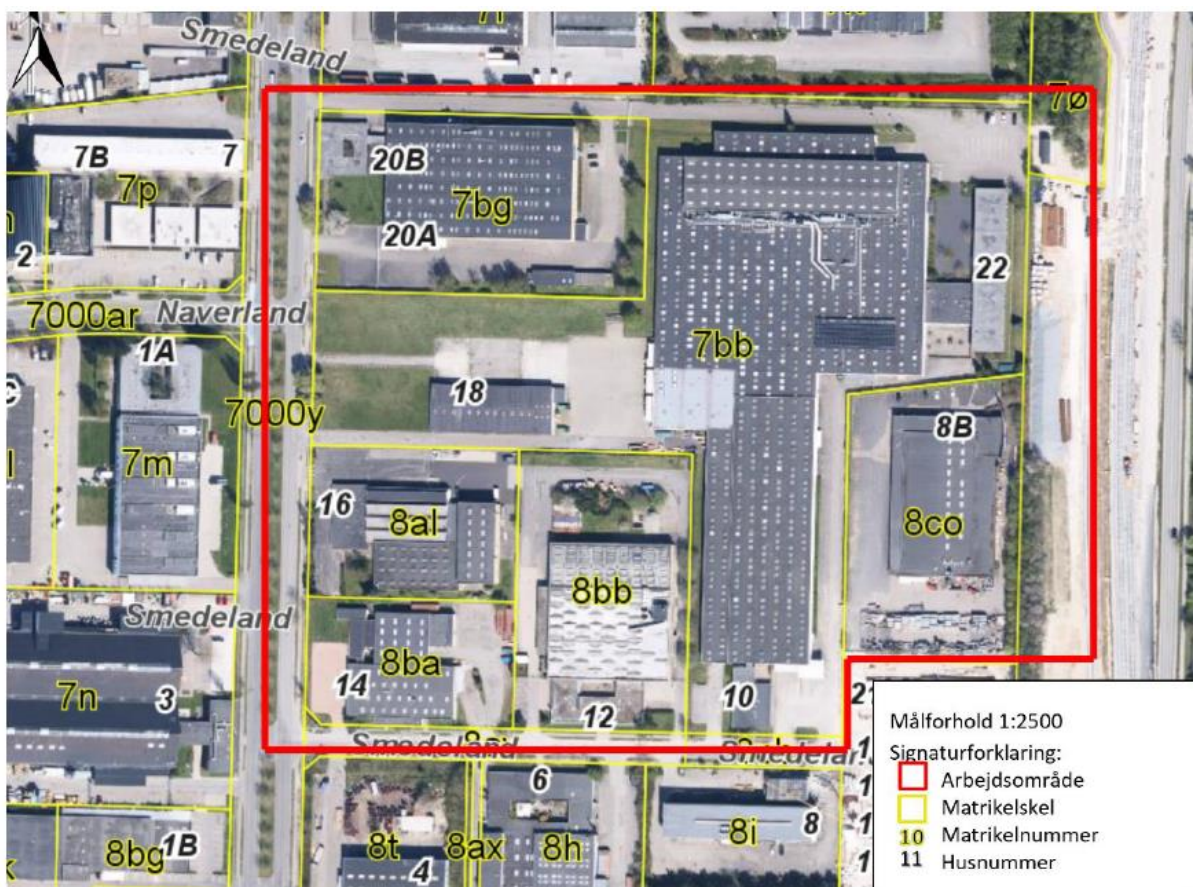 Smedeland
7ø
7B
7
7p
20B
7bg
20A
2
22
7000ar
Naverland
7bb
1A
18
7000y
8B
7m
16
8al
8co
8bb
Smedeland
8ba
7n
3
14
12
10
Smedeland
6
8bg
1B
8t
4
8ax
8h
8i
8
Målforhold 1:2500
Signaturforklaring:
Arbejdsområde
Matrikelskel
10 Matrikelnummer
11 Husnummer